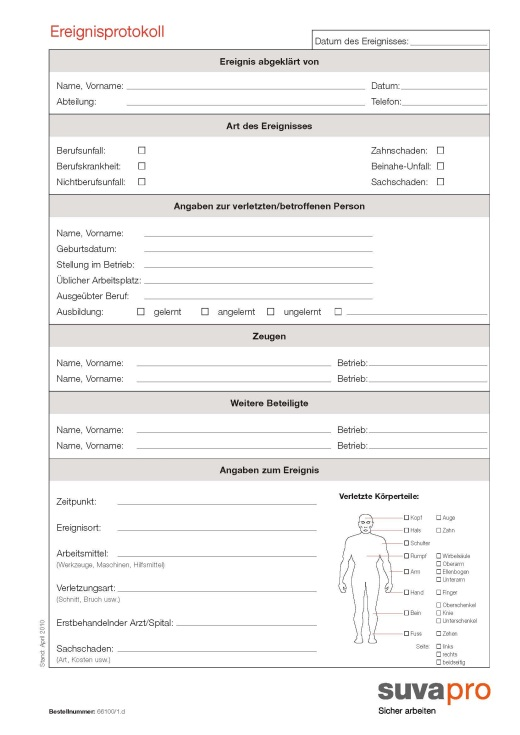 Ereignisprotokoll
Datum des Ereignisses:
Ereignis abgeklärt von
Name, Vorname: Datum:
Abteilung: Telefon:
Art des Ereignisses
Berufsunfall: ☐ Zahnschaden: ☐
Berufskrankheit: ☐ Beinahe-Unfall: ☐
Nichtberufsunfall: ☐ Sachschaden: ☐
Angaben zur verletzten/betroffenen Person
Name, Vorname:
Geburtsdatum:
Stellung im Betrieb:
Üblicher Arbeitsplatz:
Ausgeübter Beruf:
Ausbildung: ☐ gelernt ☐ angelernt ☐ ungelernt ☐
Zeugen
Name, Vorname: Betrieb:
Name, Vorname: Betrieb:
Weitere Beteiligte
Name, Vorname: Betrieb:
Name, Vorname: Betrieb:
Angaben zum Ereignis
Zeitpunkt:
Ereignisort:
Arbeitsmittel:
(Werkzeuge, Maschinen, Hilfsmittel)
Verletzungsart:
(Schnitt, Bruch usw.)
Erstbehandelnder Arzt/Spital:
Sachschaden:
(Art, Kosten usw.)
Verletzte Körperteile:
☐ Kopf ☐ Auge
☐ Hals ☐ Zahn
☐ Schulter
☐ Rumpf ☐ Wirbelsäule
☐ Oberarm
☐ Arm ☐ Ellenbogen
☐ Unterarm
☐ Hand ☐ Finger
☐ Oberschenkel
☐ Bein ☐ Knie
☐ Unterschenkel
☐ Fuss ☐ Zehen
Seite: ☐ links
☐ rechts
☐ beidseitig
Stand: April 2010
suvapro
Sicher arbeiten
Bestellnummer: 66100/1.d